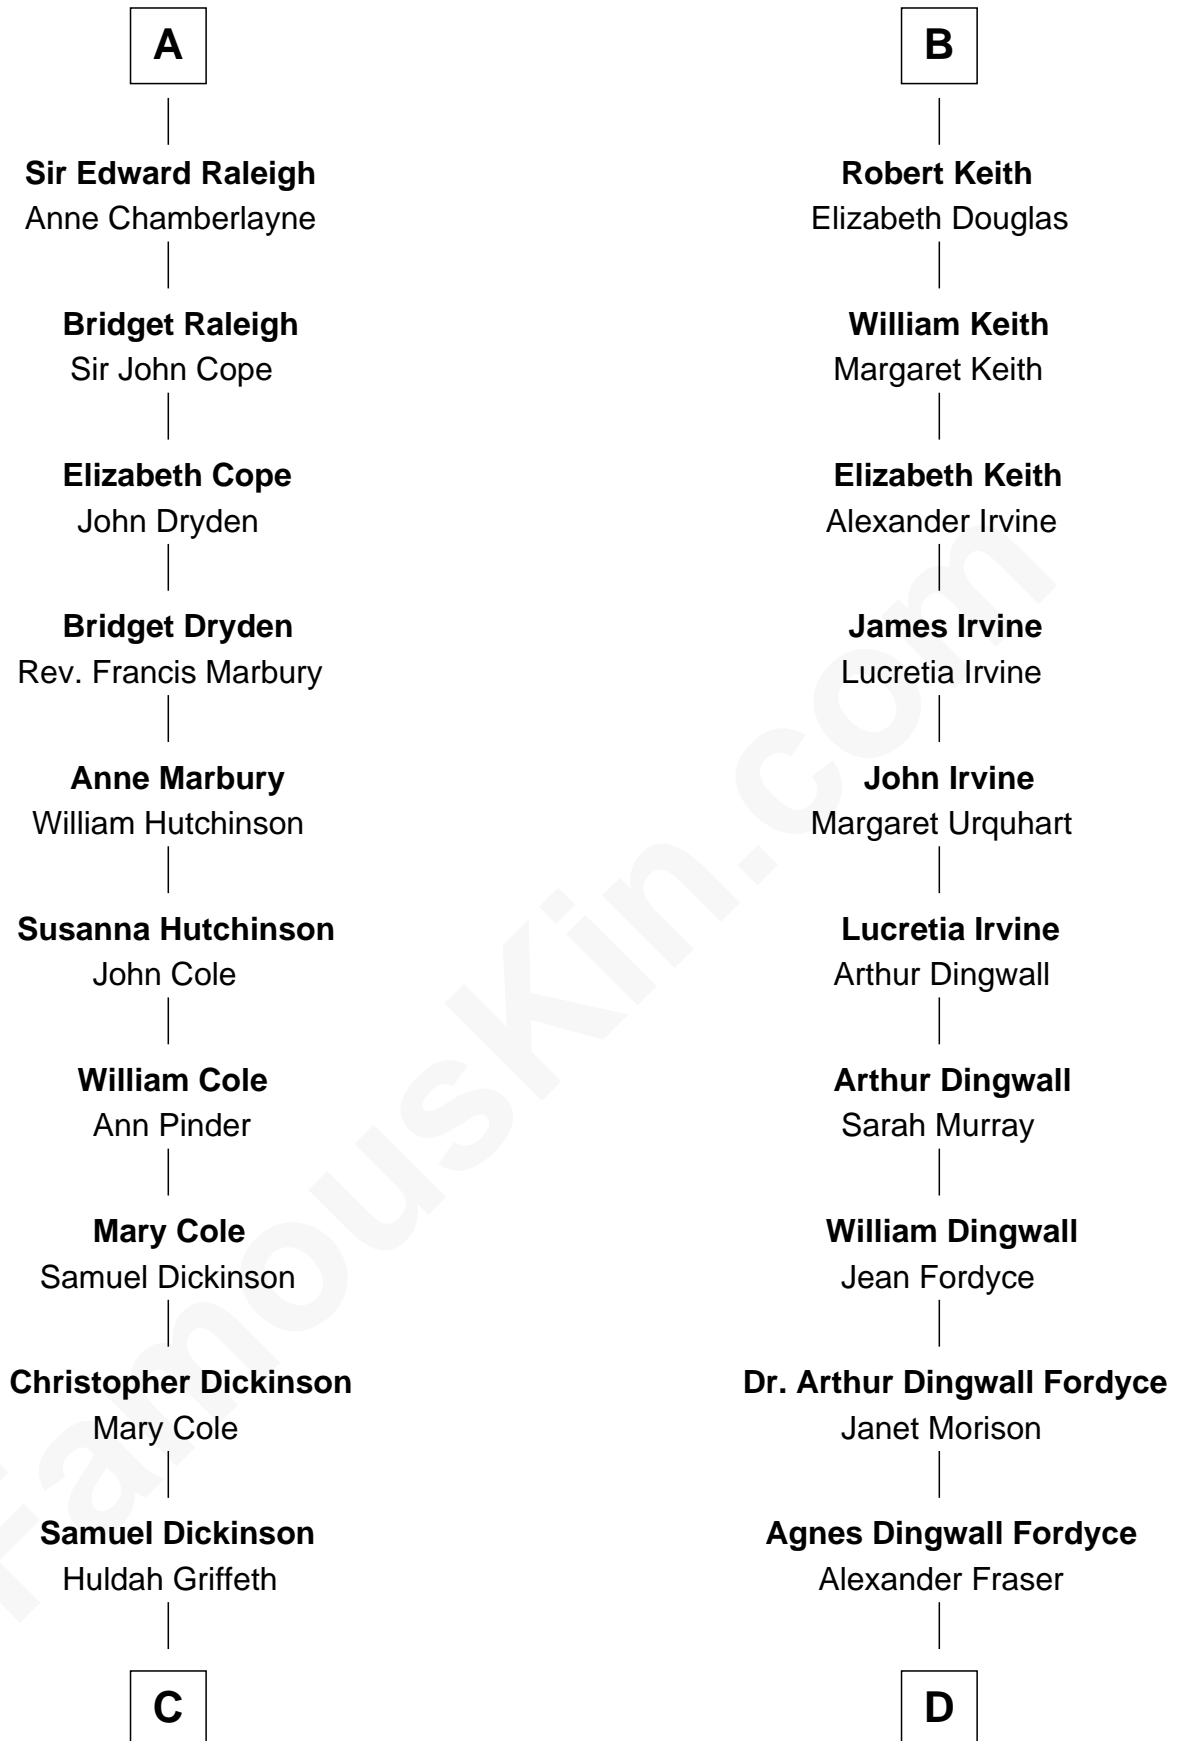 A
Sir Edward Raleigh
Anne Chamberlayne
Bridget Raleigh
Sir John Cope
Elizabeth Cope
John Dryden
Bridget Dryden
Rev. Francis Marbury
Anne Marbury
William Hutchinson
Susanna Hutchinson
John Cole
William Cole
Ann Pinder
Mary Cole
Samuel Dickinson
Christopher Dickinson
Mary Cole
Samuel Dickinson
Huldah Griffeth
C
B
Robert Keith
Elizabeth Douglas
William Keith
Margaret Keith
Elizabeth Keith
Alexander Irvine
James Irvine
Lucretia Irvine
John Irvine
Margaret Urquhart
Lucretia Irvine
Arthur Dingwall
Arthur Dingwall
Sarah Murray
William Dingwall
Jean Fordyce
Dr. Arthur Dingwall Fordyce
Janet Morison
Agnes Dingwall Fordyce
Alexander Fraser
D
FamousKin.com